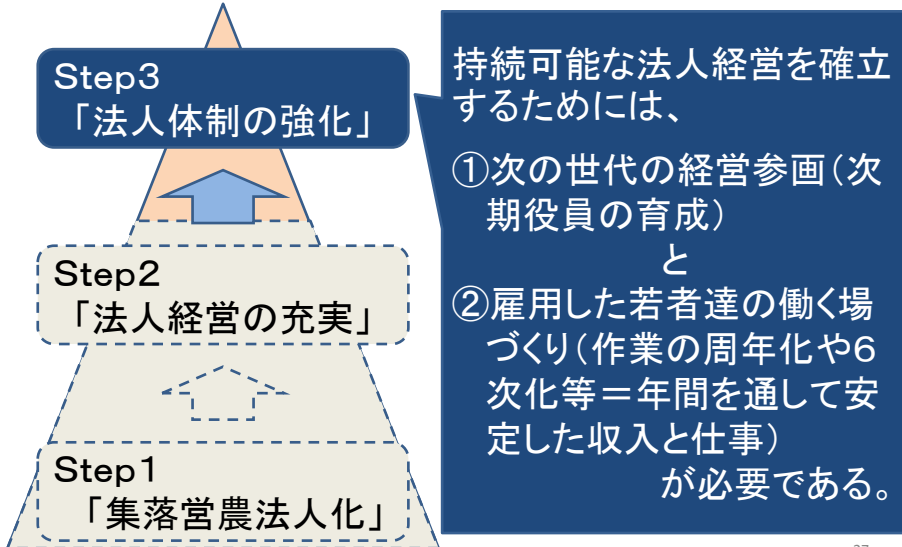 Step3
「法人体制の強化」
Step2
「法人経営の充実」
Step1
「集落営農法人化」
持続可能な法人経営を確立
するためには、
①次の世代の経営参画（次
期役員の育成）
と
②雇用した若者達の働く場
づくり（作業の周年化や６
次化等＝年間を通して安
定した収入と仕事）
が必要である。